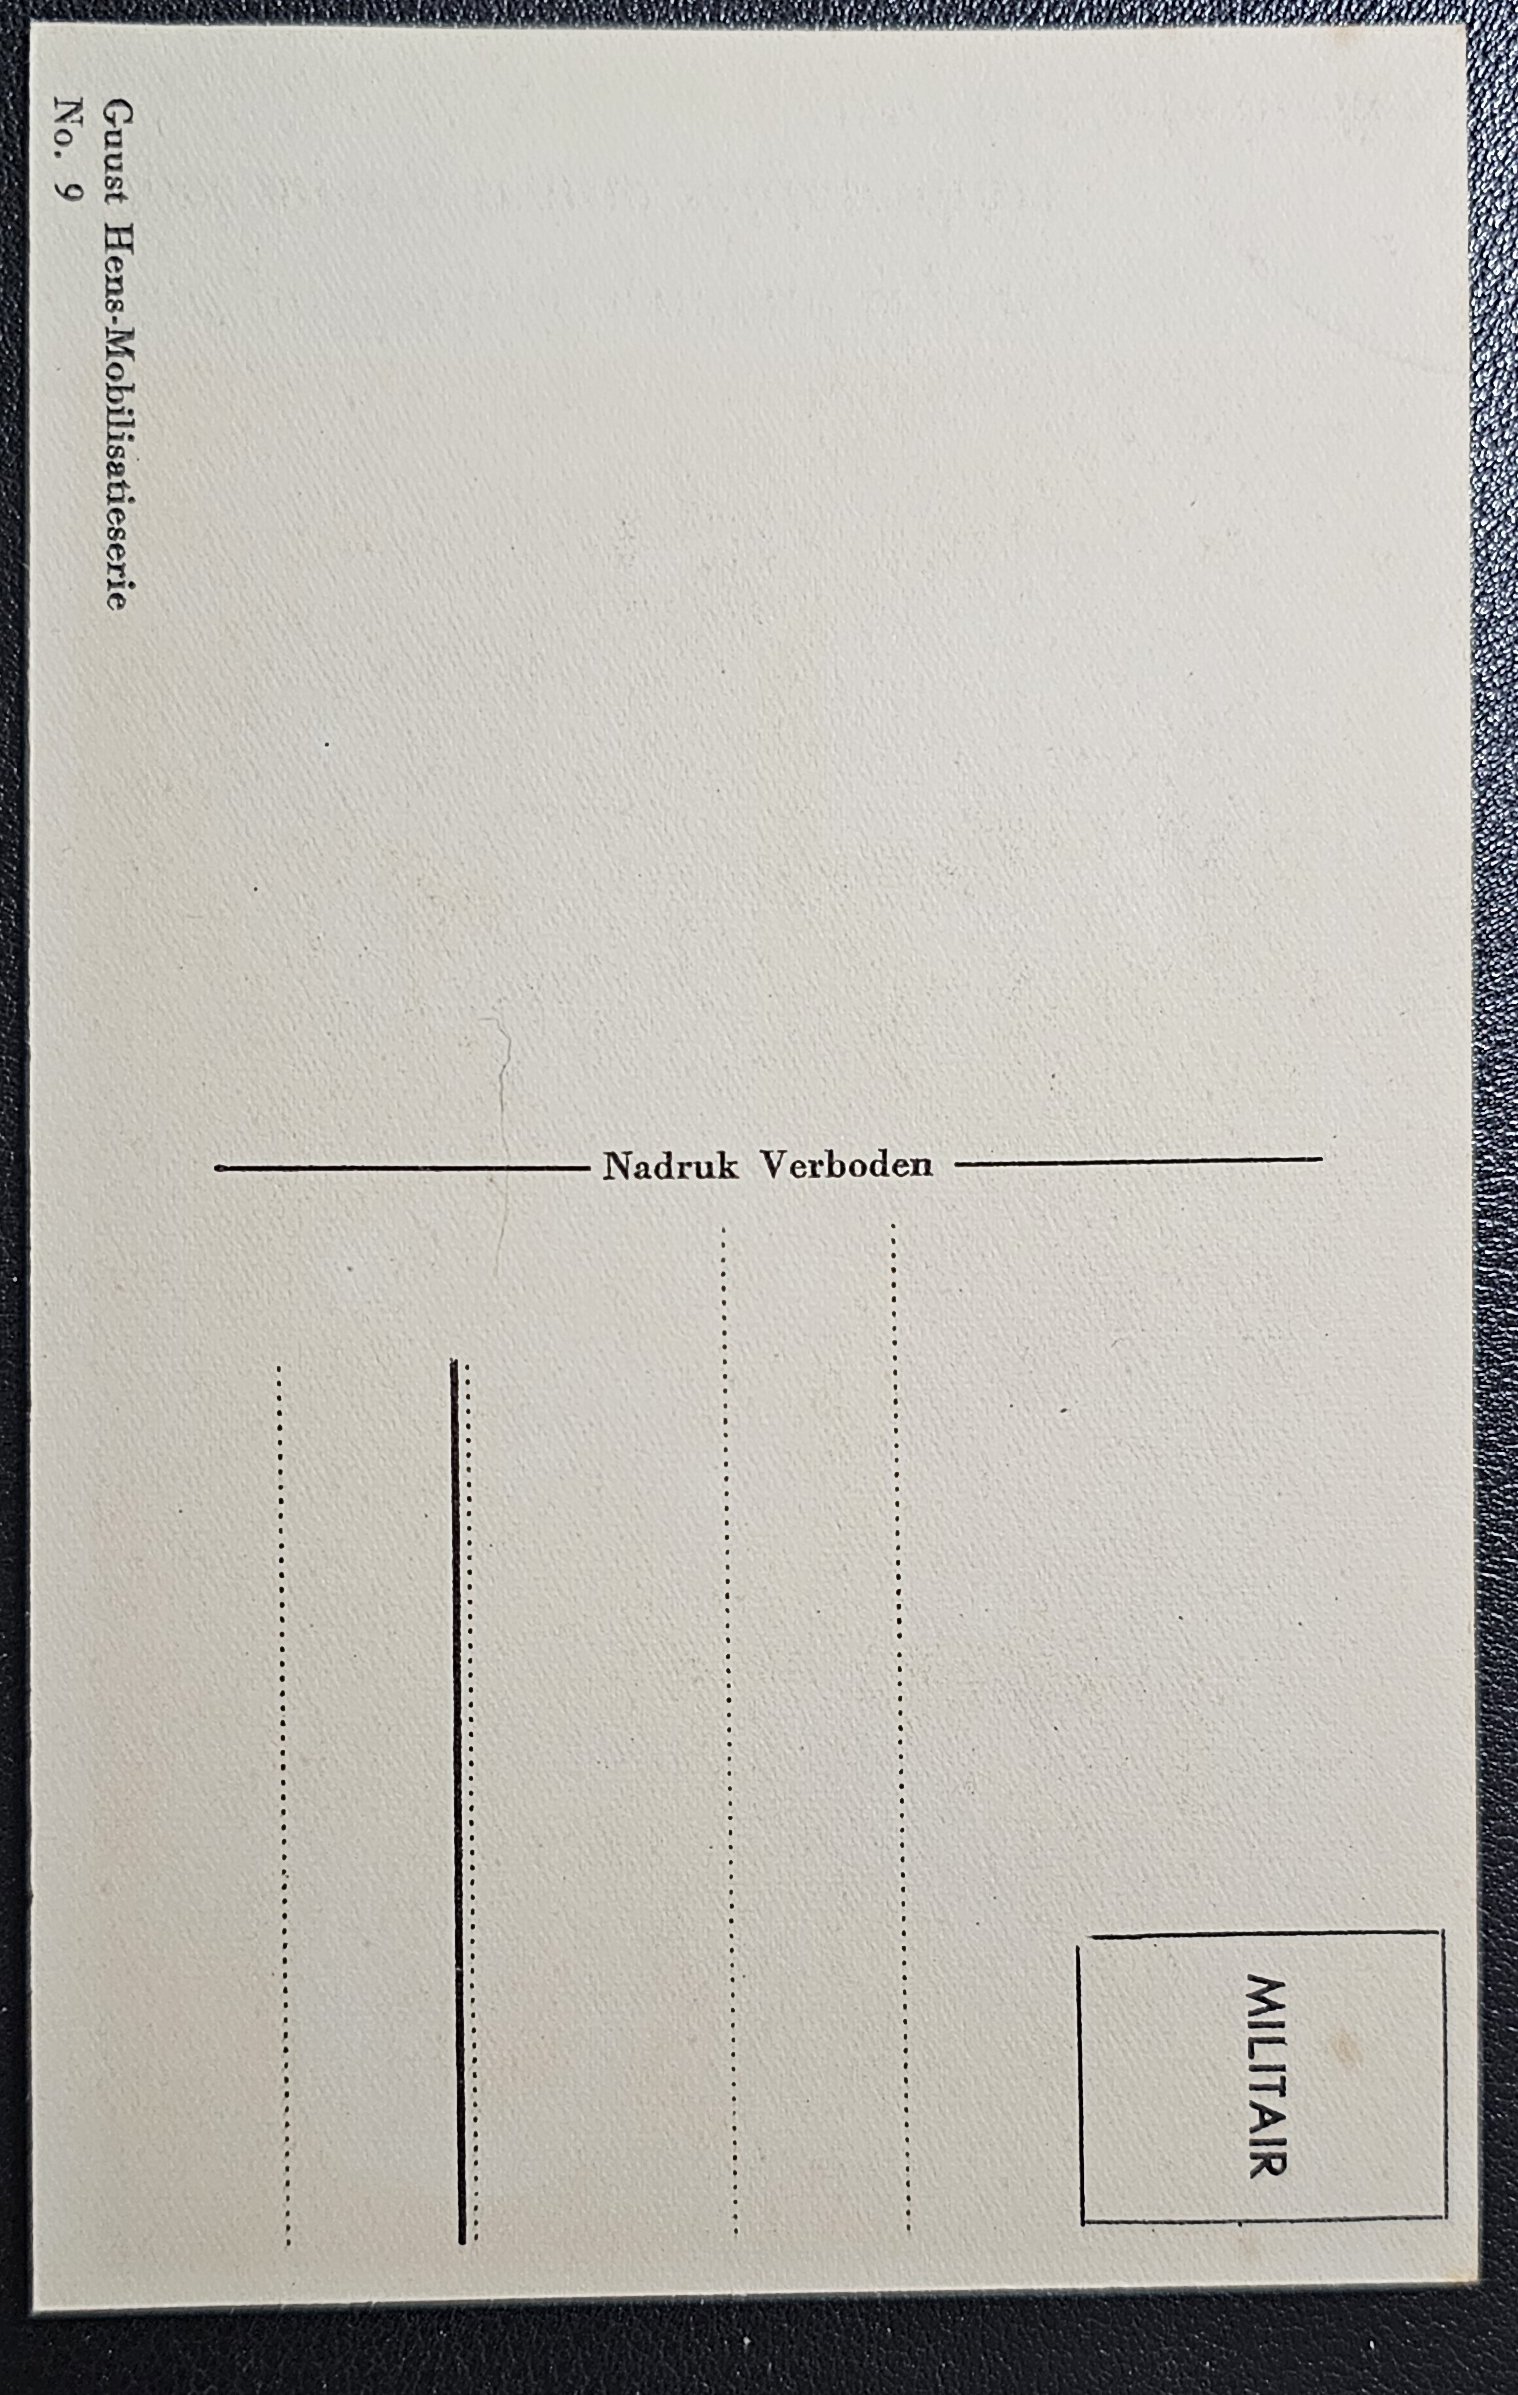 Guust Hens-Mobilisatieserie
No. 9
Nadruk Verboden
MILITAIR